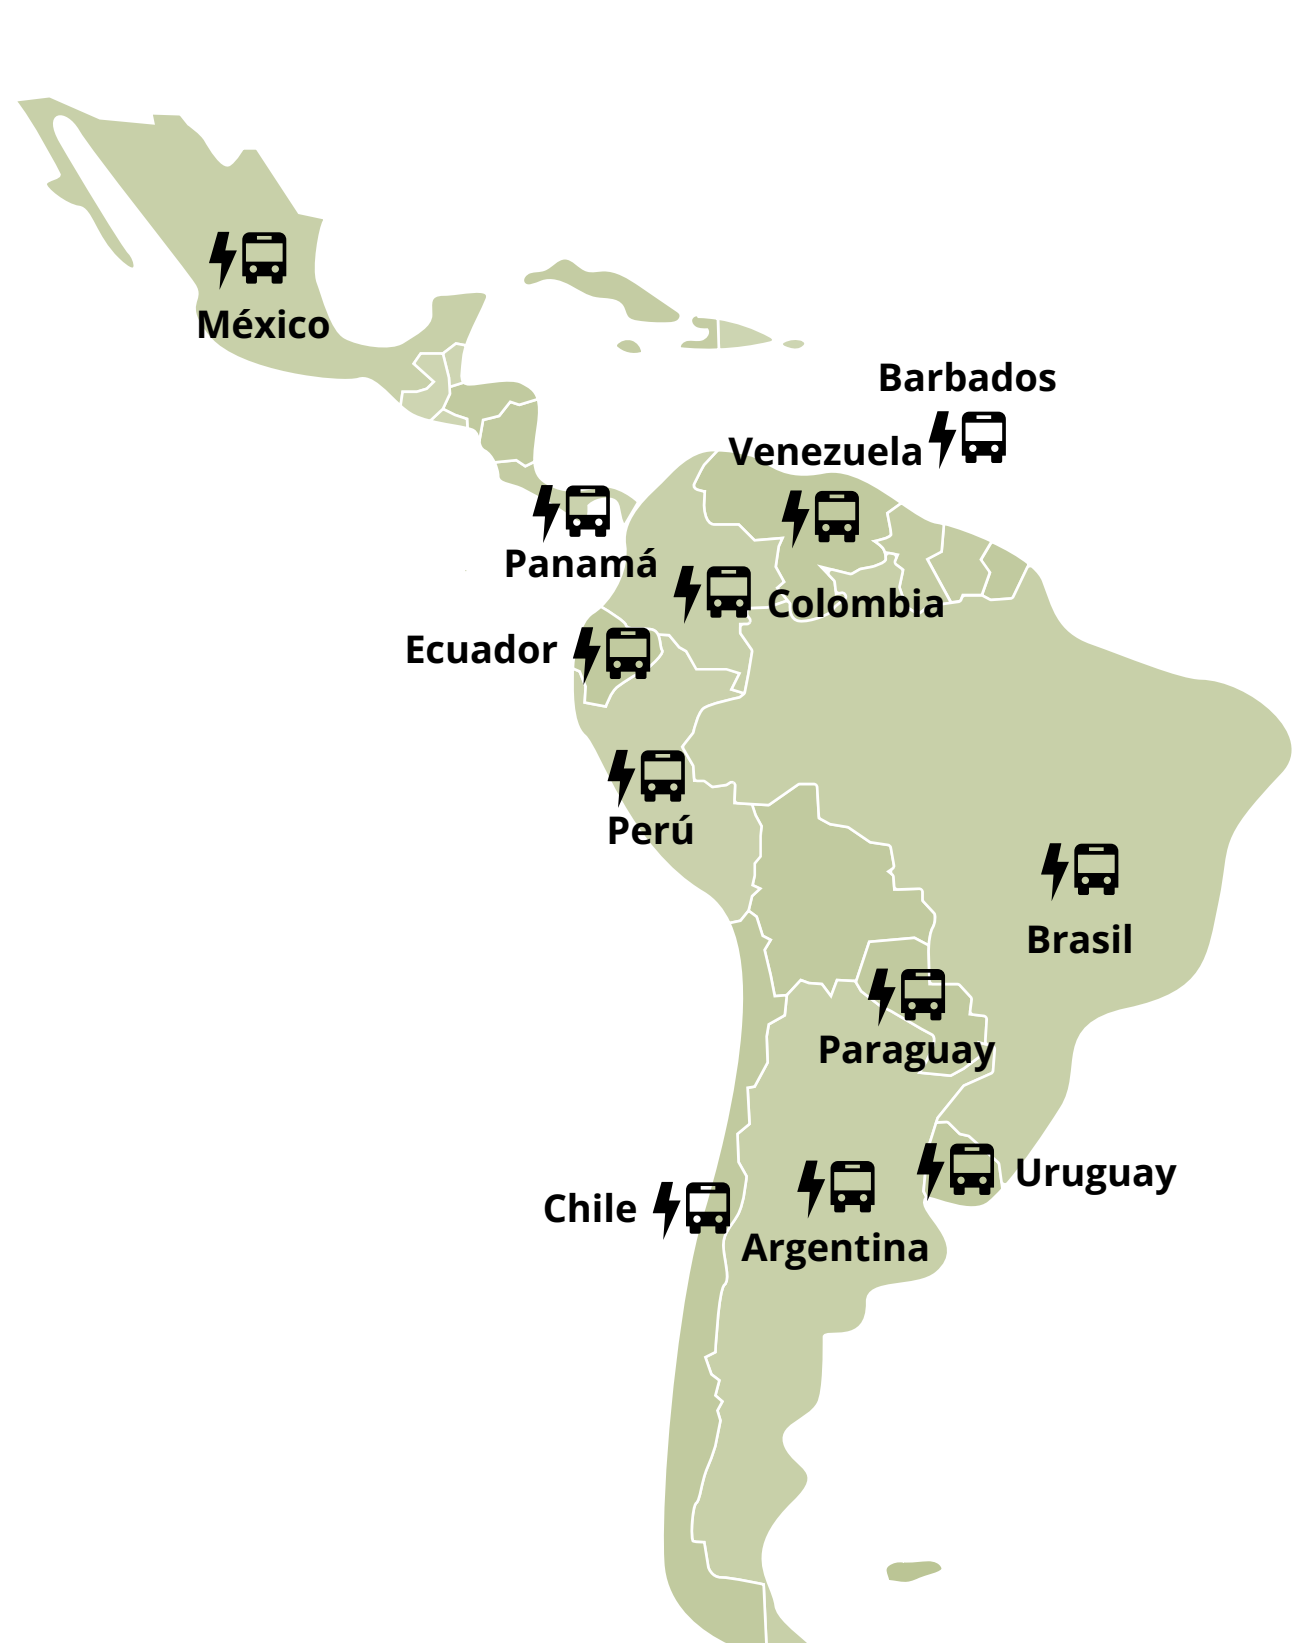 México
Barbados
Venezuela
Panamá
Colombia
Ecuador
Perú
Brasil
Paraguay
Uruguay
Chile
Argentina